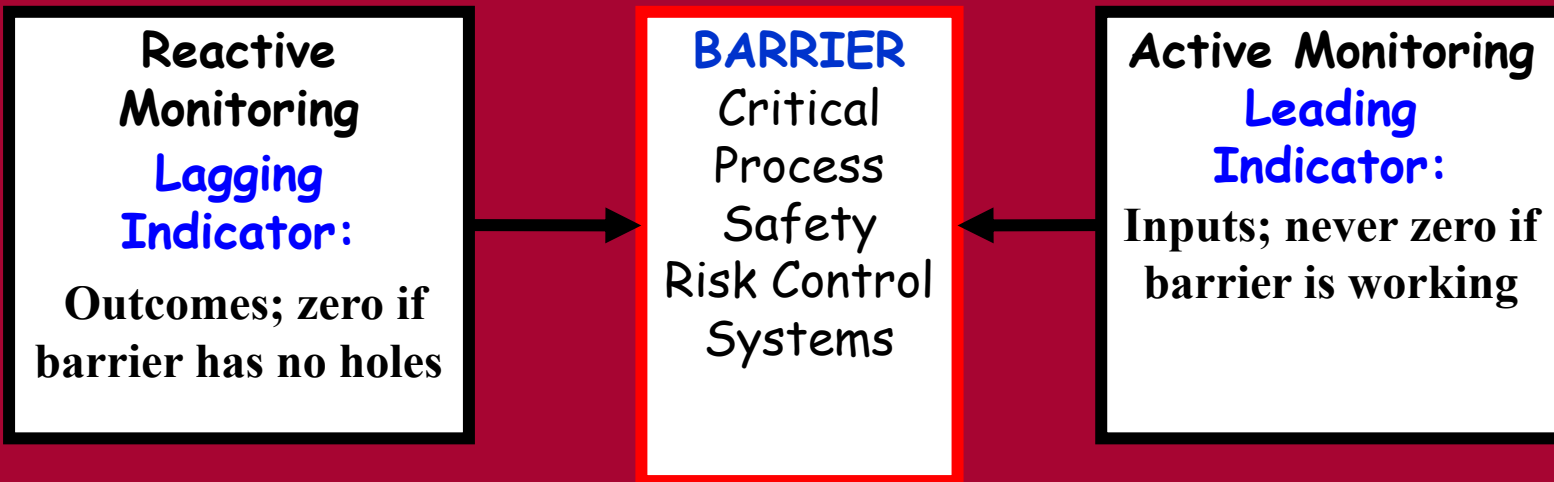 Reactive
Monitoring
Lagging
Indicator:
Outcomes; zero if
barrier has no holes
BARRIER
Critical
Process
Safety
Risk Control
Systems
Active Monitoring
Leading
Indicator:
Inputs; never zero if
barrier is working